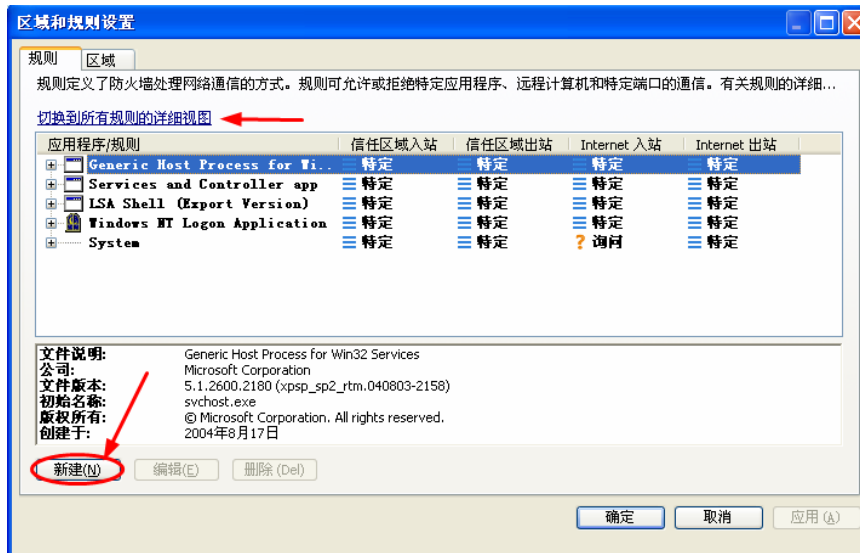 区域和规则设置
规则 区域
规则定义了防火墙处理网络通信的方式。规则可允许或拒绝特定应用程序、远程计算机和特定端口的通信。有关规则的详细...
切换到所有规则的详细视图
应用程序/规则 信任区域入站 信任区域出站 Internet 入站 Internet 出站
Generic Host Process for Wi... 特定 特定 特定 特定
Services and Controller app 特定 特定 特定 特定
LSA Shell (Export Version) 特定 特定 特定 特定
Windows NT Logon Application 特定 特定 特定 特定
System 特定 特定 ? 询问 特定
文件说明: Generic Host Process for Win32 Services
公司: Microsoft Corporation
文件版本: 5.1.2600.2180 (xpsp_sp2_rtm.040803-2158)
初始名称: svchost.exe
版权所有: © Microsoft Corporation. All rights reserved.
创建于: 2004年8月17日
新建(N) 编辑(E) 删除 (Del)
确定 取消 应用 (A)